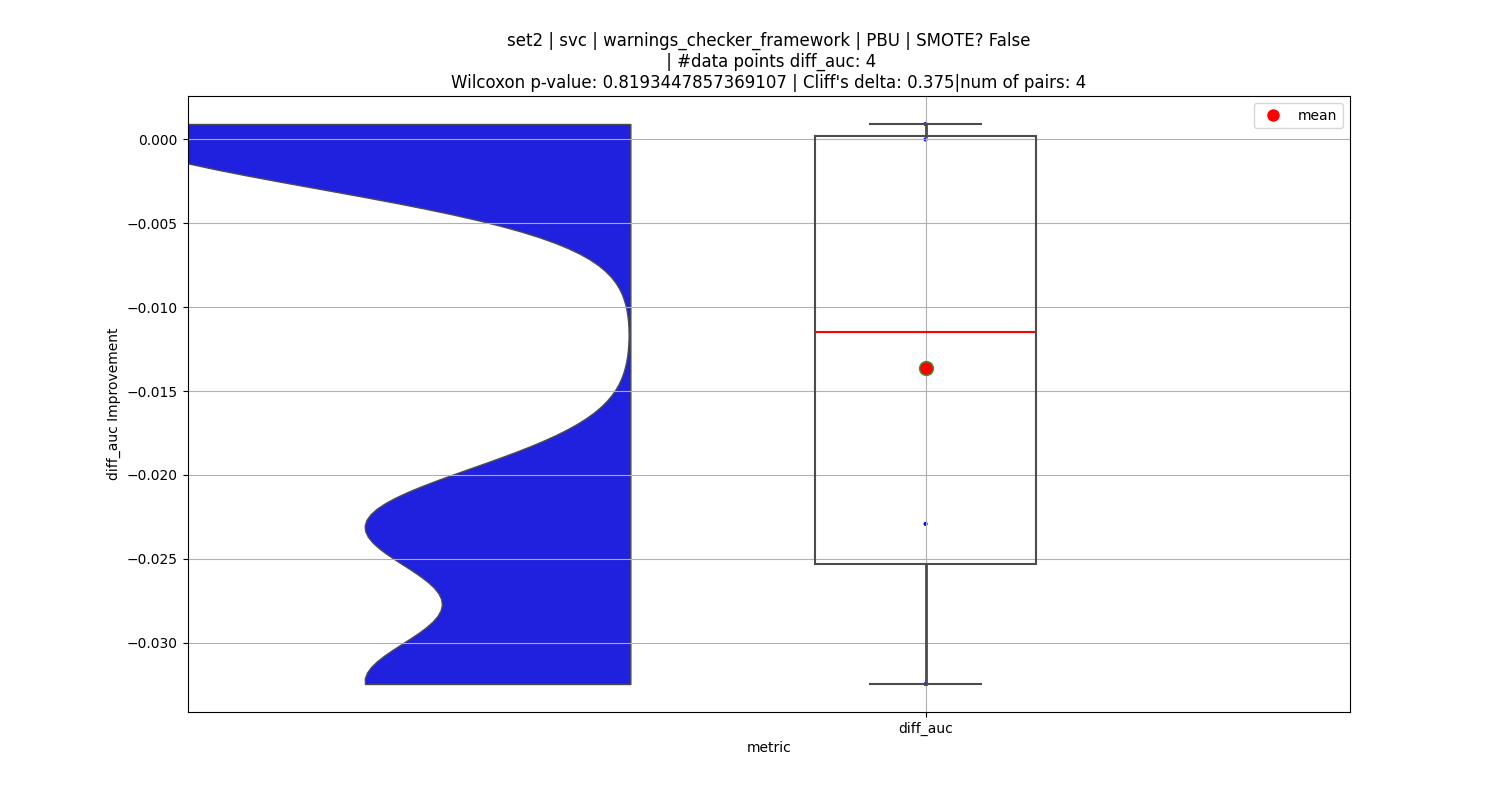 set2 | svc | warnings_checker_framework | PBU | SMOTE? False
| #data points diff_auc: 4
Wilcoxon p-value: 0.8193447857369107 | Cliff's delta: 0.375|num of pairs: 4
mean
0.000
−0.005
−0.010
−0.015
−0.020
−0.025
−0.030
diff_auc Improvement
diff_auc
metric